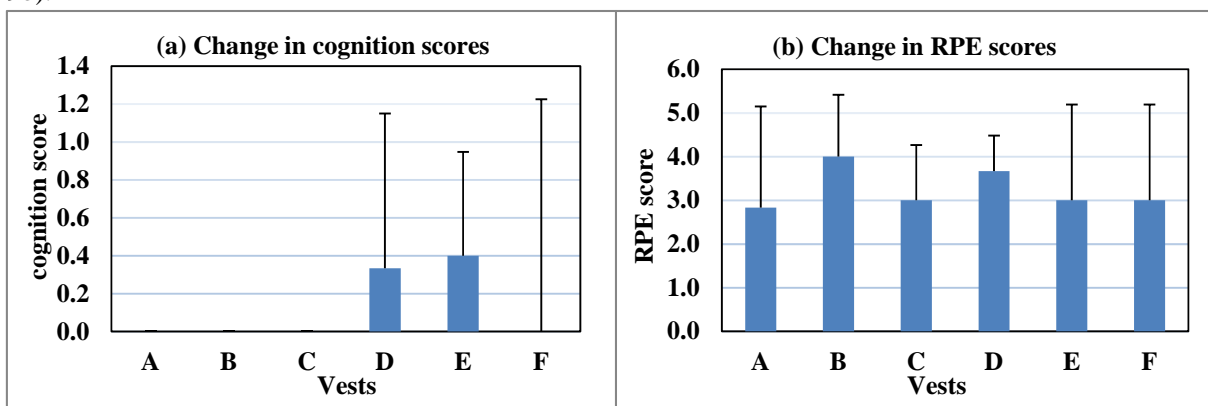 (a) Change in cognition scores
1.4
1.2
1.0
0.8
0.6
0.4
0.2
0.0
cognition score
A B C D E F
Vests
(b) Change in RPE scores
6.0
5.0
4.0
3.0
2.0
1.0
0.0
RPE score
A B C D E F
Vests